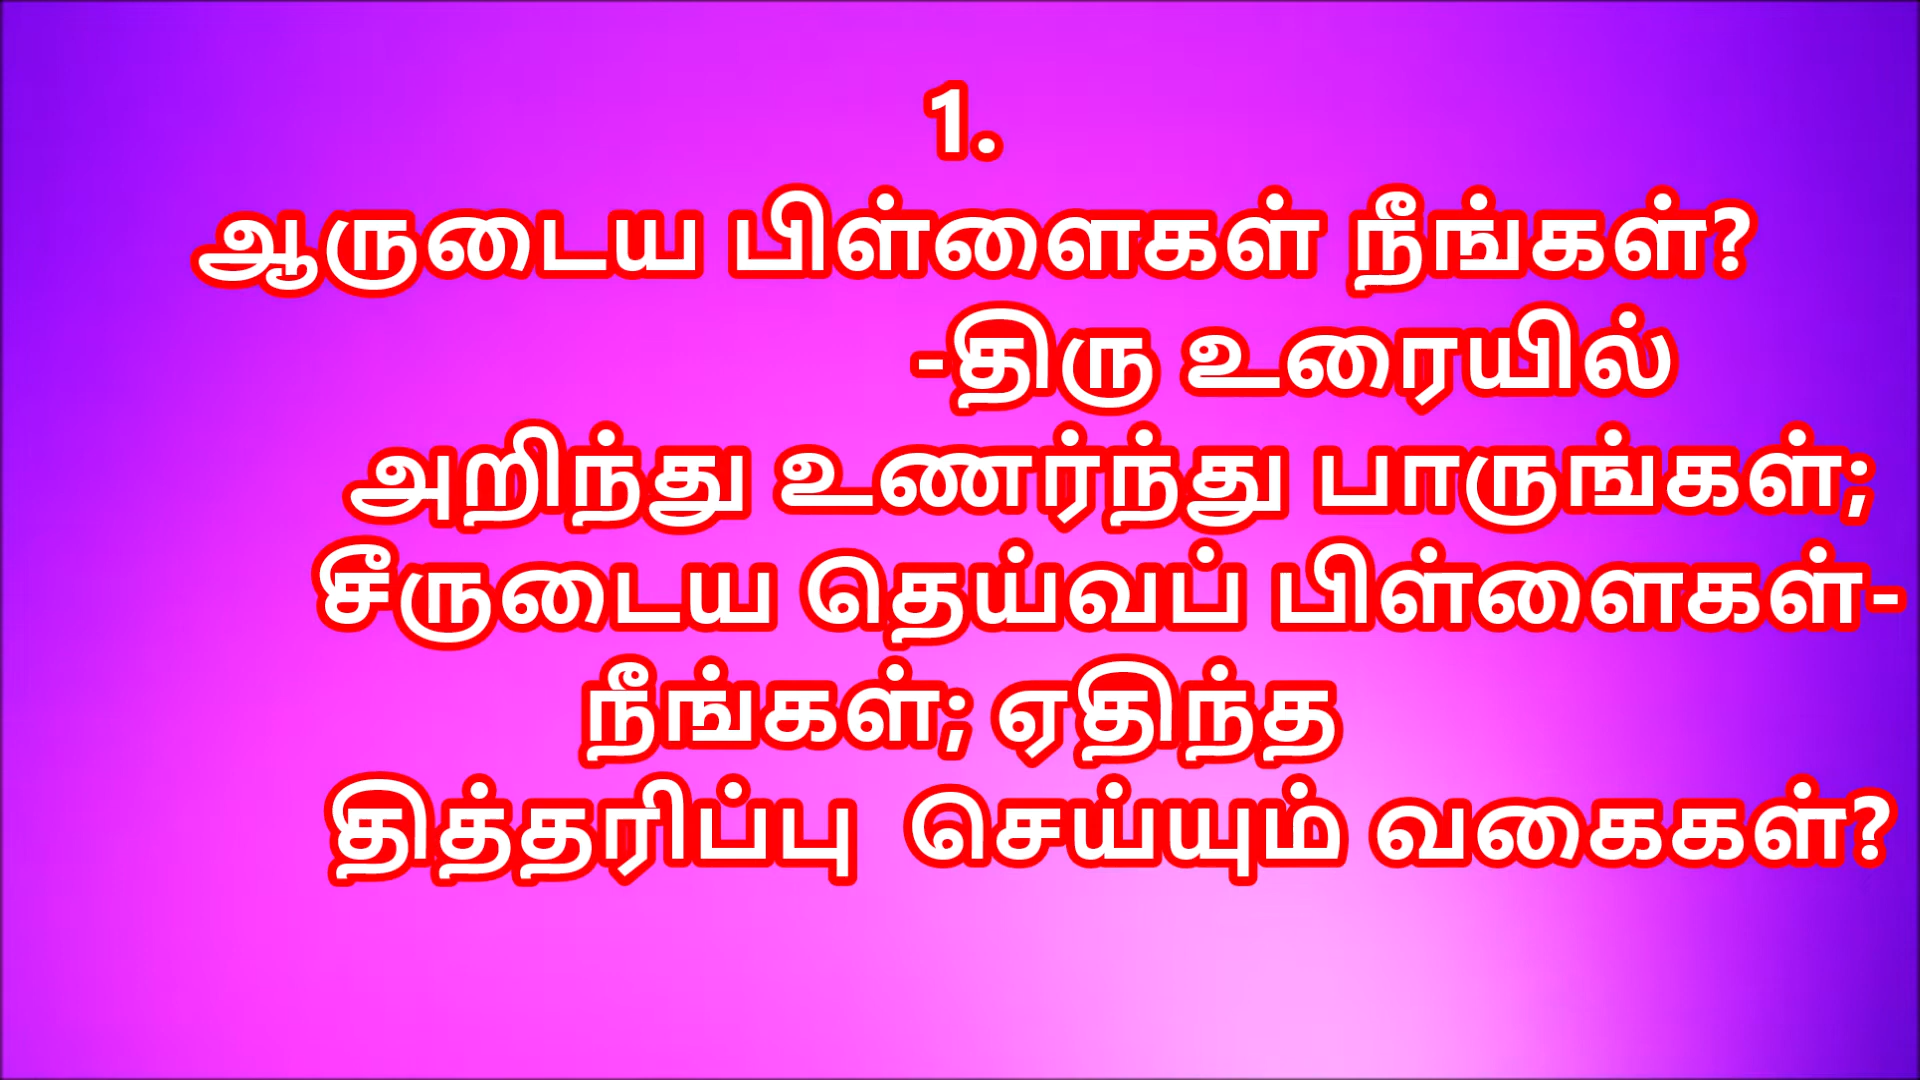 1.
ஆருடைய பிள்ளைகள் நீங்கள்?
-திரு உரையில்
அறிந்து உணர்ந்து பாருங்கள்;
சீருடைய தெய்வப் பிள்ளைகள்-
நீங்கள்; ஏதிந்த
தித்தரிப்பு செய்யும் வகைகள்?